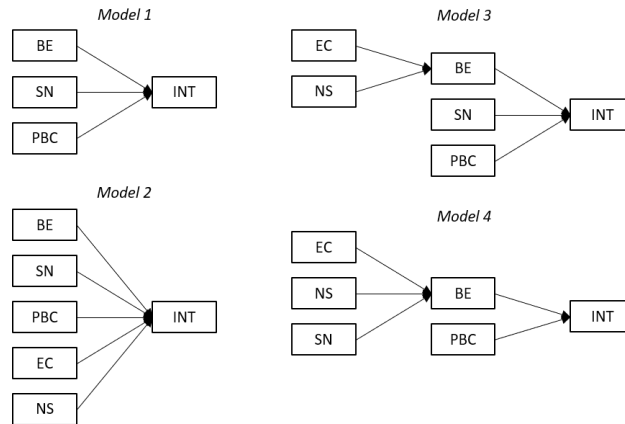 Model 1
BE
SN
INT
PBC
Model 2
BE
SN
PBC
INT
EC
NS
Model 3
EC
BE
NS
SN
INT
PBC
Model 4
EC
NS
BE
SN
PBC
INT